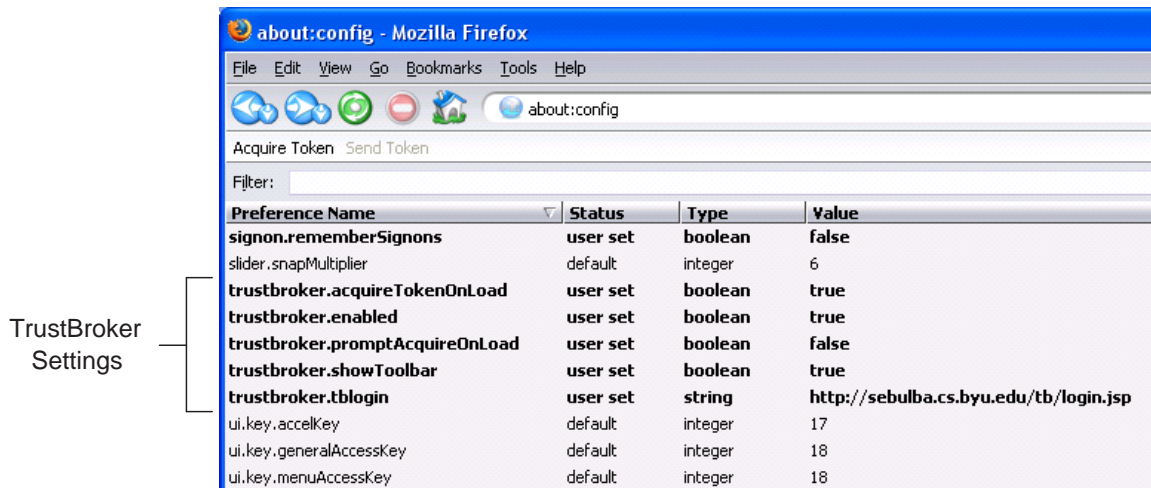 about:config - Mozilla Firefox
File Edit View Go Bookmarks Tools Help
about:config
Acquire Token Send Token
Filter:
Preference Name Status Type Value
signon.rememberSignons user set boolean false
slider.snapMultiplier default integer 6
trustbroker.acquireTokenOnLoad user set boolean true
trustbroker.enabled user set boolean true
trustbroker.promptAcquireOnLoad user set boolean false
trustbroker.showToolbar user set boolean true
trustbroker.tblogin user set string http://sebulba.cs.byu.edu/tb/login.jsp
ui.key.accelKey default integer 17
ui.key.generalAccessKey default integer 18
ui.key.menuAccessKey default integer 18
TrustBroker
Settings